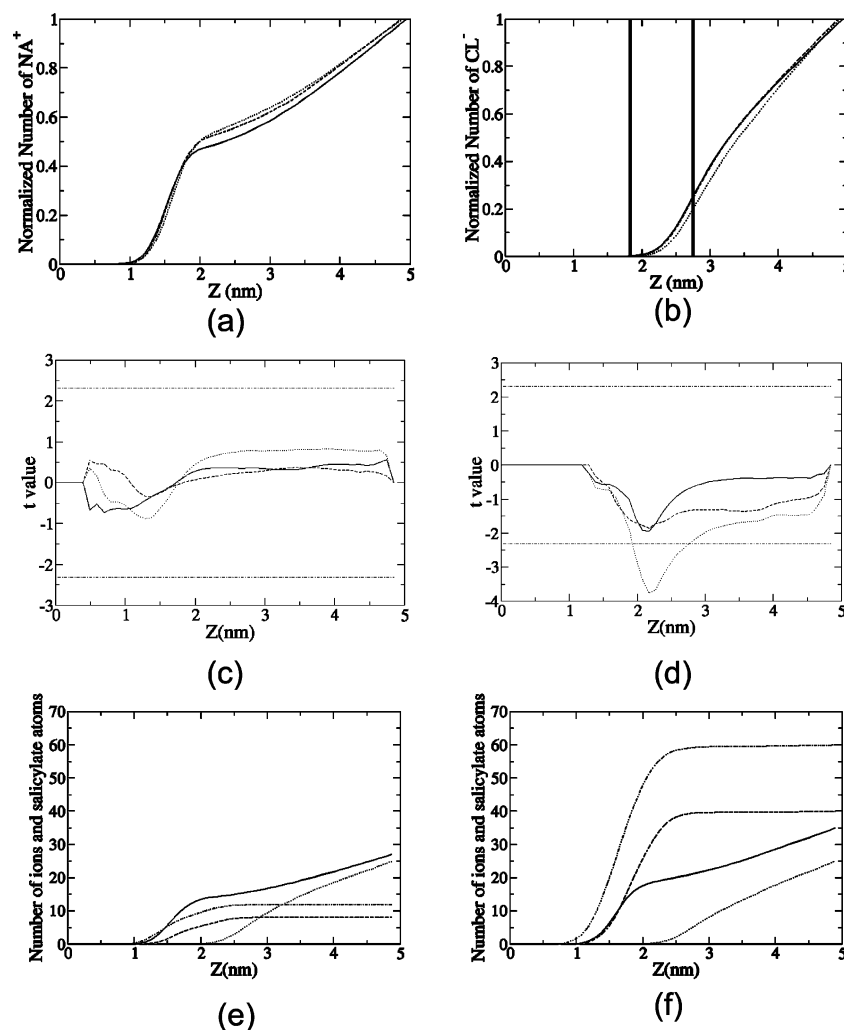 Normalized Number of NA+
1
0.8
0.6
0.4
0.2
0
0 1 2 3 4 5
Z (nm)
(a)
Normalized Number of CL-
1
0.8
0.6
0.4
0.2
0
0 1 2 3 4 5
Z (nm)
(b)
t value
3
2
1
0
-1
-2
-3
0 1 2 3 4 5
Z(nm)
(c)
t value
3
2
1
0
-1
-2
-3
-4
0 1 2 3 4 5
Z(nm)
(d)
Number of ions and salicylate atoms
70
60
50
40
30
20
10
0
0 1 2 3 4 5
Z(nm)
(e)
Number of ions and salicylate atoms
70
60
50
40
30
20
10
0
0 1 2 3 4 5
Z(nm)
(f)